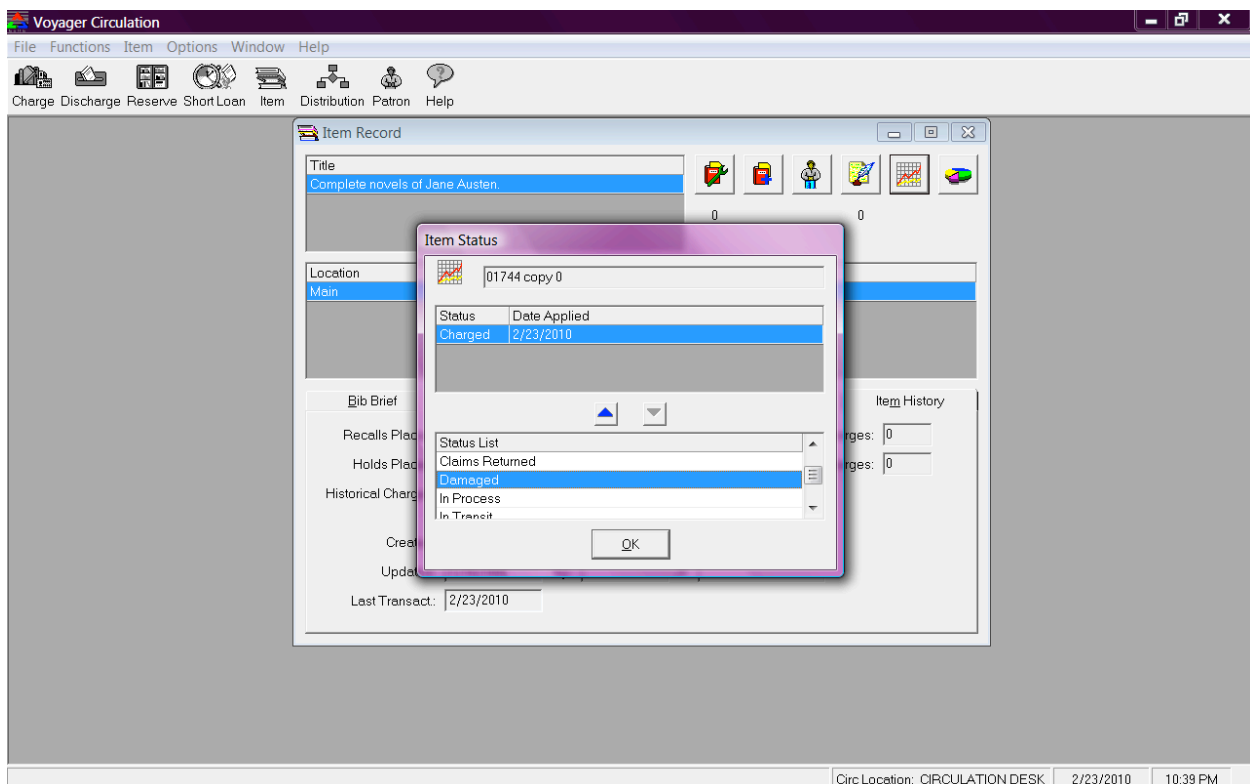 Voyager Circulation
File Functions Item Options Window Help
Charge Discharge Reserve Short Loan Item Distribution Patron Help
Item Record
Title
Complete novels of Jane Austen.
0 0
Item Status
01744 copy 0
Location
Main
Status Date Applied
Charged 2/23/2010
Bib Brief Item History
Recalls Plac rges: 0
Status List
Claims Returned
Holds Plac rges: 0
Damaged
Historical Charg
In Process
In Transit
Creat
OK
Updat
Last Transact.: 2/23/2010
Circ Location: CIRCULATION DESK 2/23/2010 10:39 PM